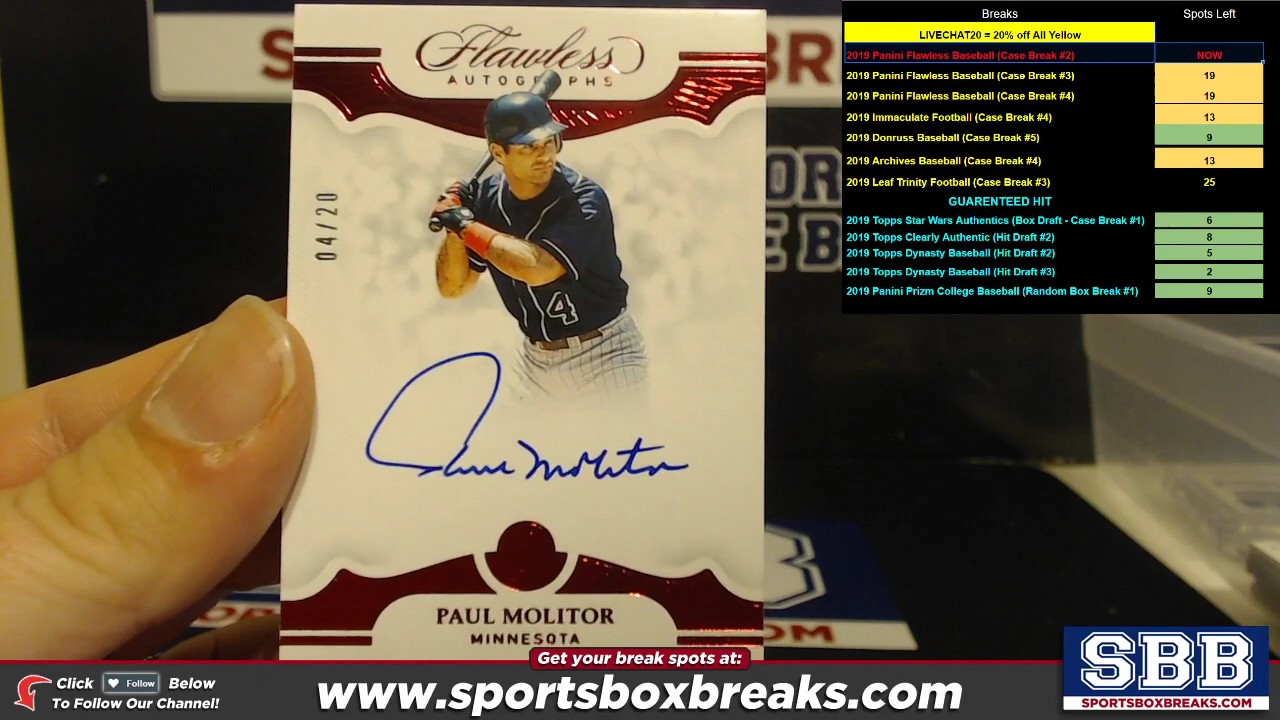 Flawless
AUTOGRAPHS
04/20
4
Paul Molitor
PAUL MOLITOR
MINNESOTA
Breaks Spots Left
LIVECHAT20 = 20% off All Yellow
2019 Panini Flawless Baseball (Case Break #2) NOW
2019 Panini Flawless Baseball (Case Break #3) 19
2019 Panini Flawless Baseball (Case Break #4) 19
2019 Immaculate Football (Case Break #4) 13
2019 Donruss Baseball (Case Break #5) 9
2019 Archives Baseball (Case Break #4) 13
2019 Leaf Trinity Football (Case Break #3) 25
GUARENTEED HIT
2019 Topps Star Wars Authentics (Box Draft - Case Break #1) 6
2019 Topps Clearly Authentic (Hit Draft #2) 8
2019 Topps Dynasty Baseball (Hit Draft #2) 5
2019 Topps Dynasty Baseball (Hit Draft #3) 2
2019 Panini Prizm College Baseball (Random Box Break #1) 9
Get your break spots at:
Click Follow Below
To Follow Our Channel!
www.sportsboxbreaks.com
SBB
SPORTSBOXBREAKS.COM